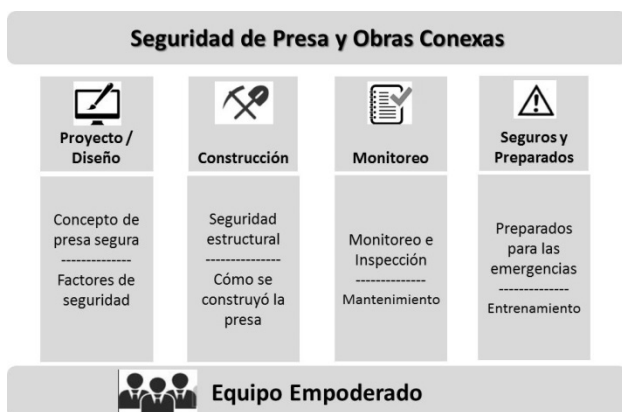 Seguridad de Presa y Obras Conexas
Proyecto /
Diseño
Concepto de
presa segura
--------------
Factores de
seguridad
Construcción
Seguridad
estructural
---------------
Cómo se
construyó la
presa
Monitoreo
Monitoreo e
Inspección
--------------
Mantenimiento
Seguros y
Preparados
Preparados
para las
emergencias
--------------
Entrenamiento
Equipo Empoderado